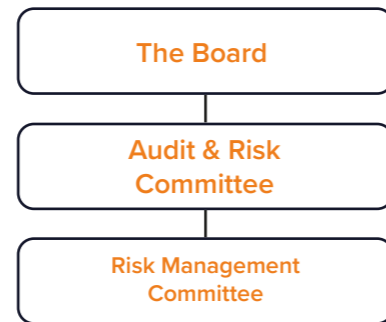 The Board
Audit & Risk
Committee
Risk Management
Committee